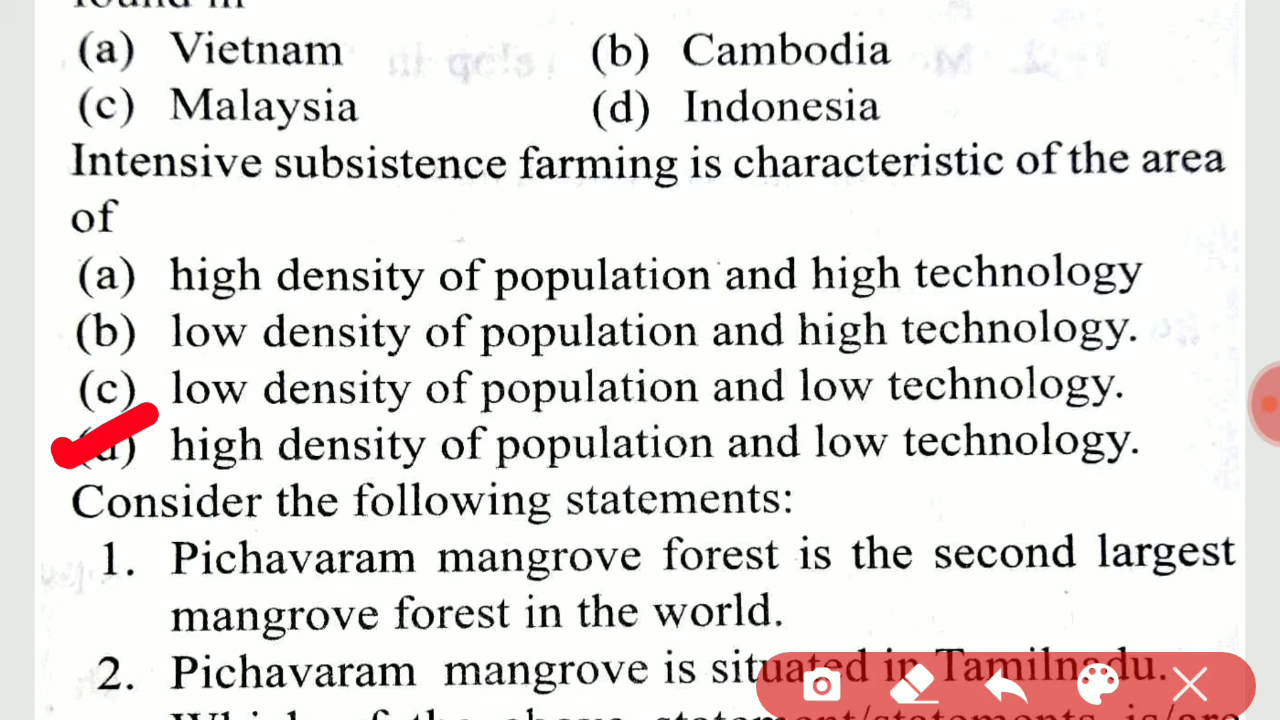 (a) Vietnam (b) Cambodia
(c) Malaysia (d) Indonesia
Intensive subsistence farming is characteristic of the area
of
(a) high density of population and high technology
(b) low density of population and high technology.
(c) low density of population and low technology.
(d) high density of population and low technology.
Consider the following statements:
1. Pichavaram mangrove forest is the second largest
mangrove forest in the world.
2. Pichavaram mangrove is situated in Tamilnadu.